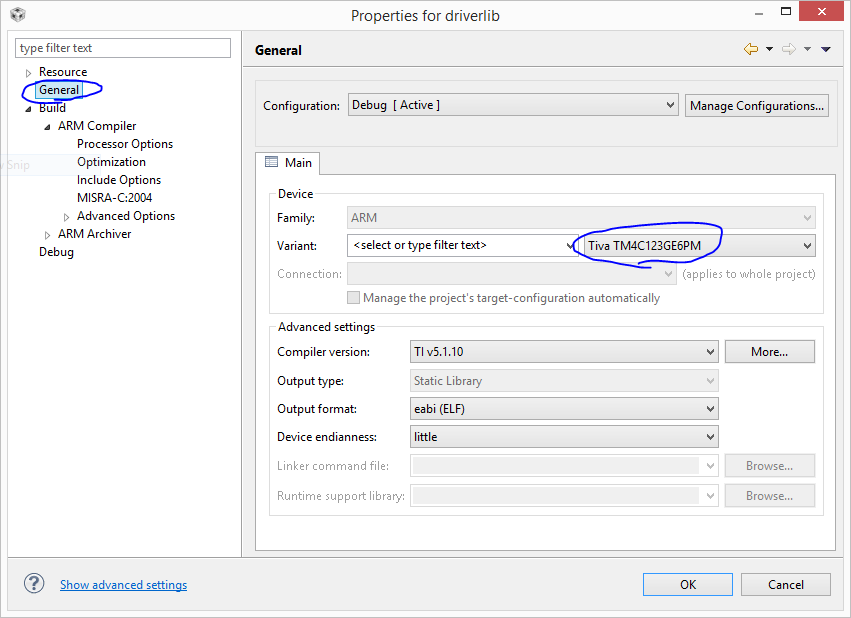 Properties for driverlib
type filter text
General
Resource
General
Build
ARM Compiler
Processor Options
Optimization
Include Options
MISRA-C:2004
Advanced Options
ARM Archiver
Debug
Snip
Configuration: Debug [ Active ] Manage Configurations...
Main
Device
Family: ARM
Variant: <select or type filter text> Tiva TM4C123GE6PM
Connection: (applies to whole project)
Manage the project's target-configuration automatically
Advanced settings
Compiler version: TI v5.1.10 More...
Output type: Static Library
Output format: eabi (ELF)
Device endianness: little
Linker command file: Browse...
Runtime support library: Browse...
? Show advanced settings OK Cancel